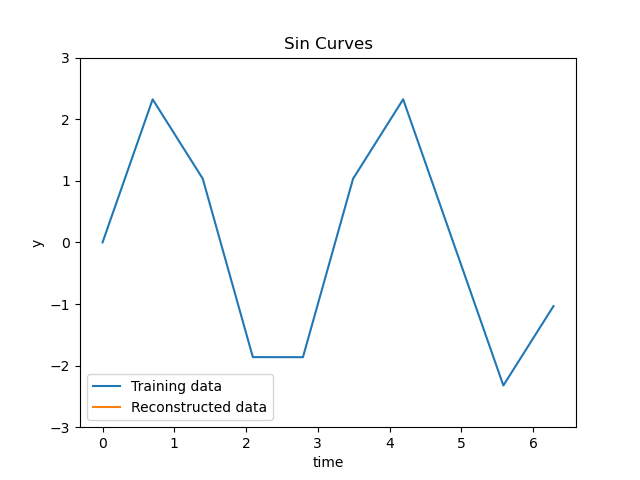 Sin Curves
3
2
1
0
−1
−2
−3
y
Training data
Reconstructed data
0 1 2 3 4 5 6
time